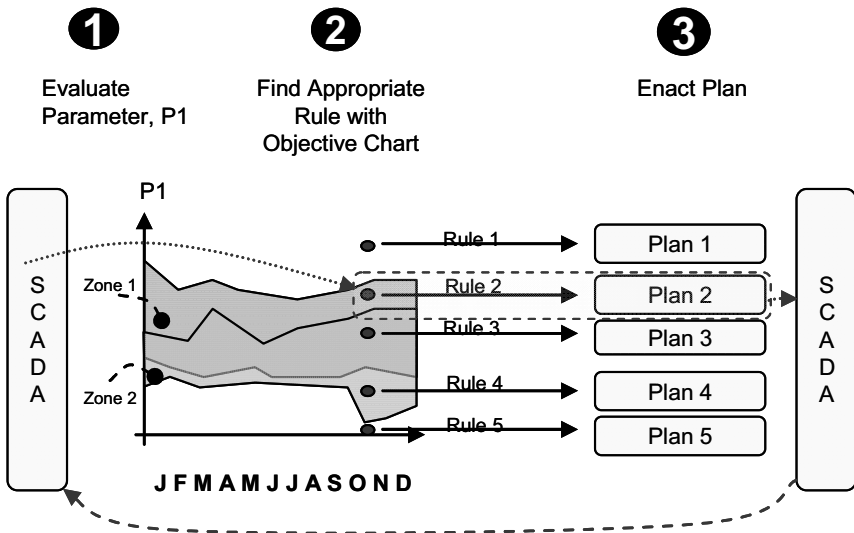 1
2
3
Evaluate
Parameter, P1
Find Appropriate
Rule with
Objective Chart
Enact Plan
SCADA
P1
Zone 1
Zone 2
Rule 1
Plan 1
Rule 2
Plan 2
Rule 3
Plan 3
Rule 4
Plan 4
Rule 5
Plan 5
J F M A M J J A S O N D
SCADA